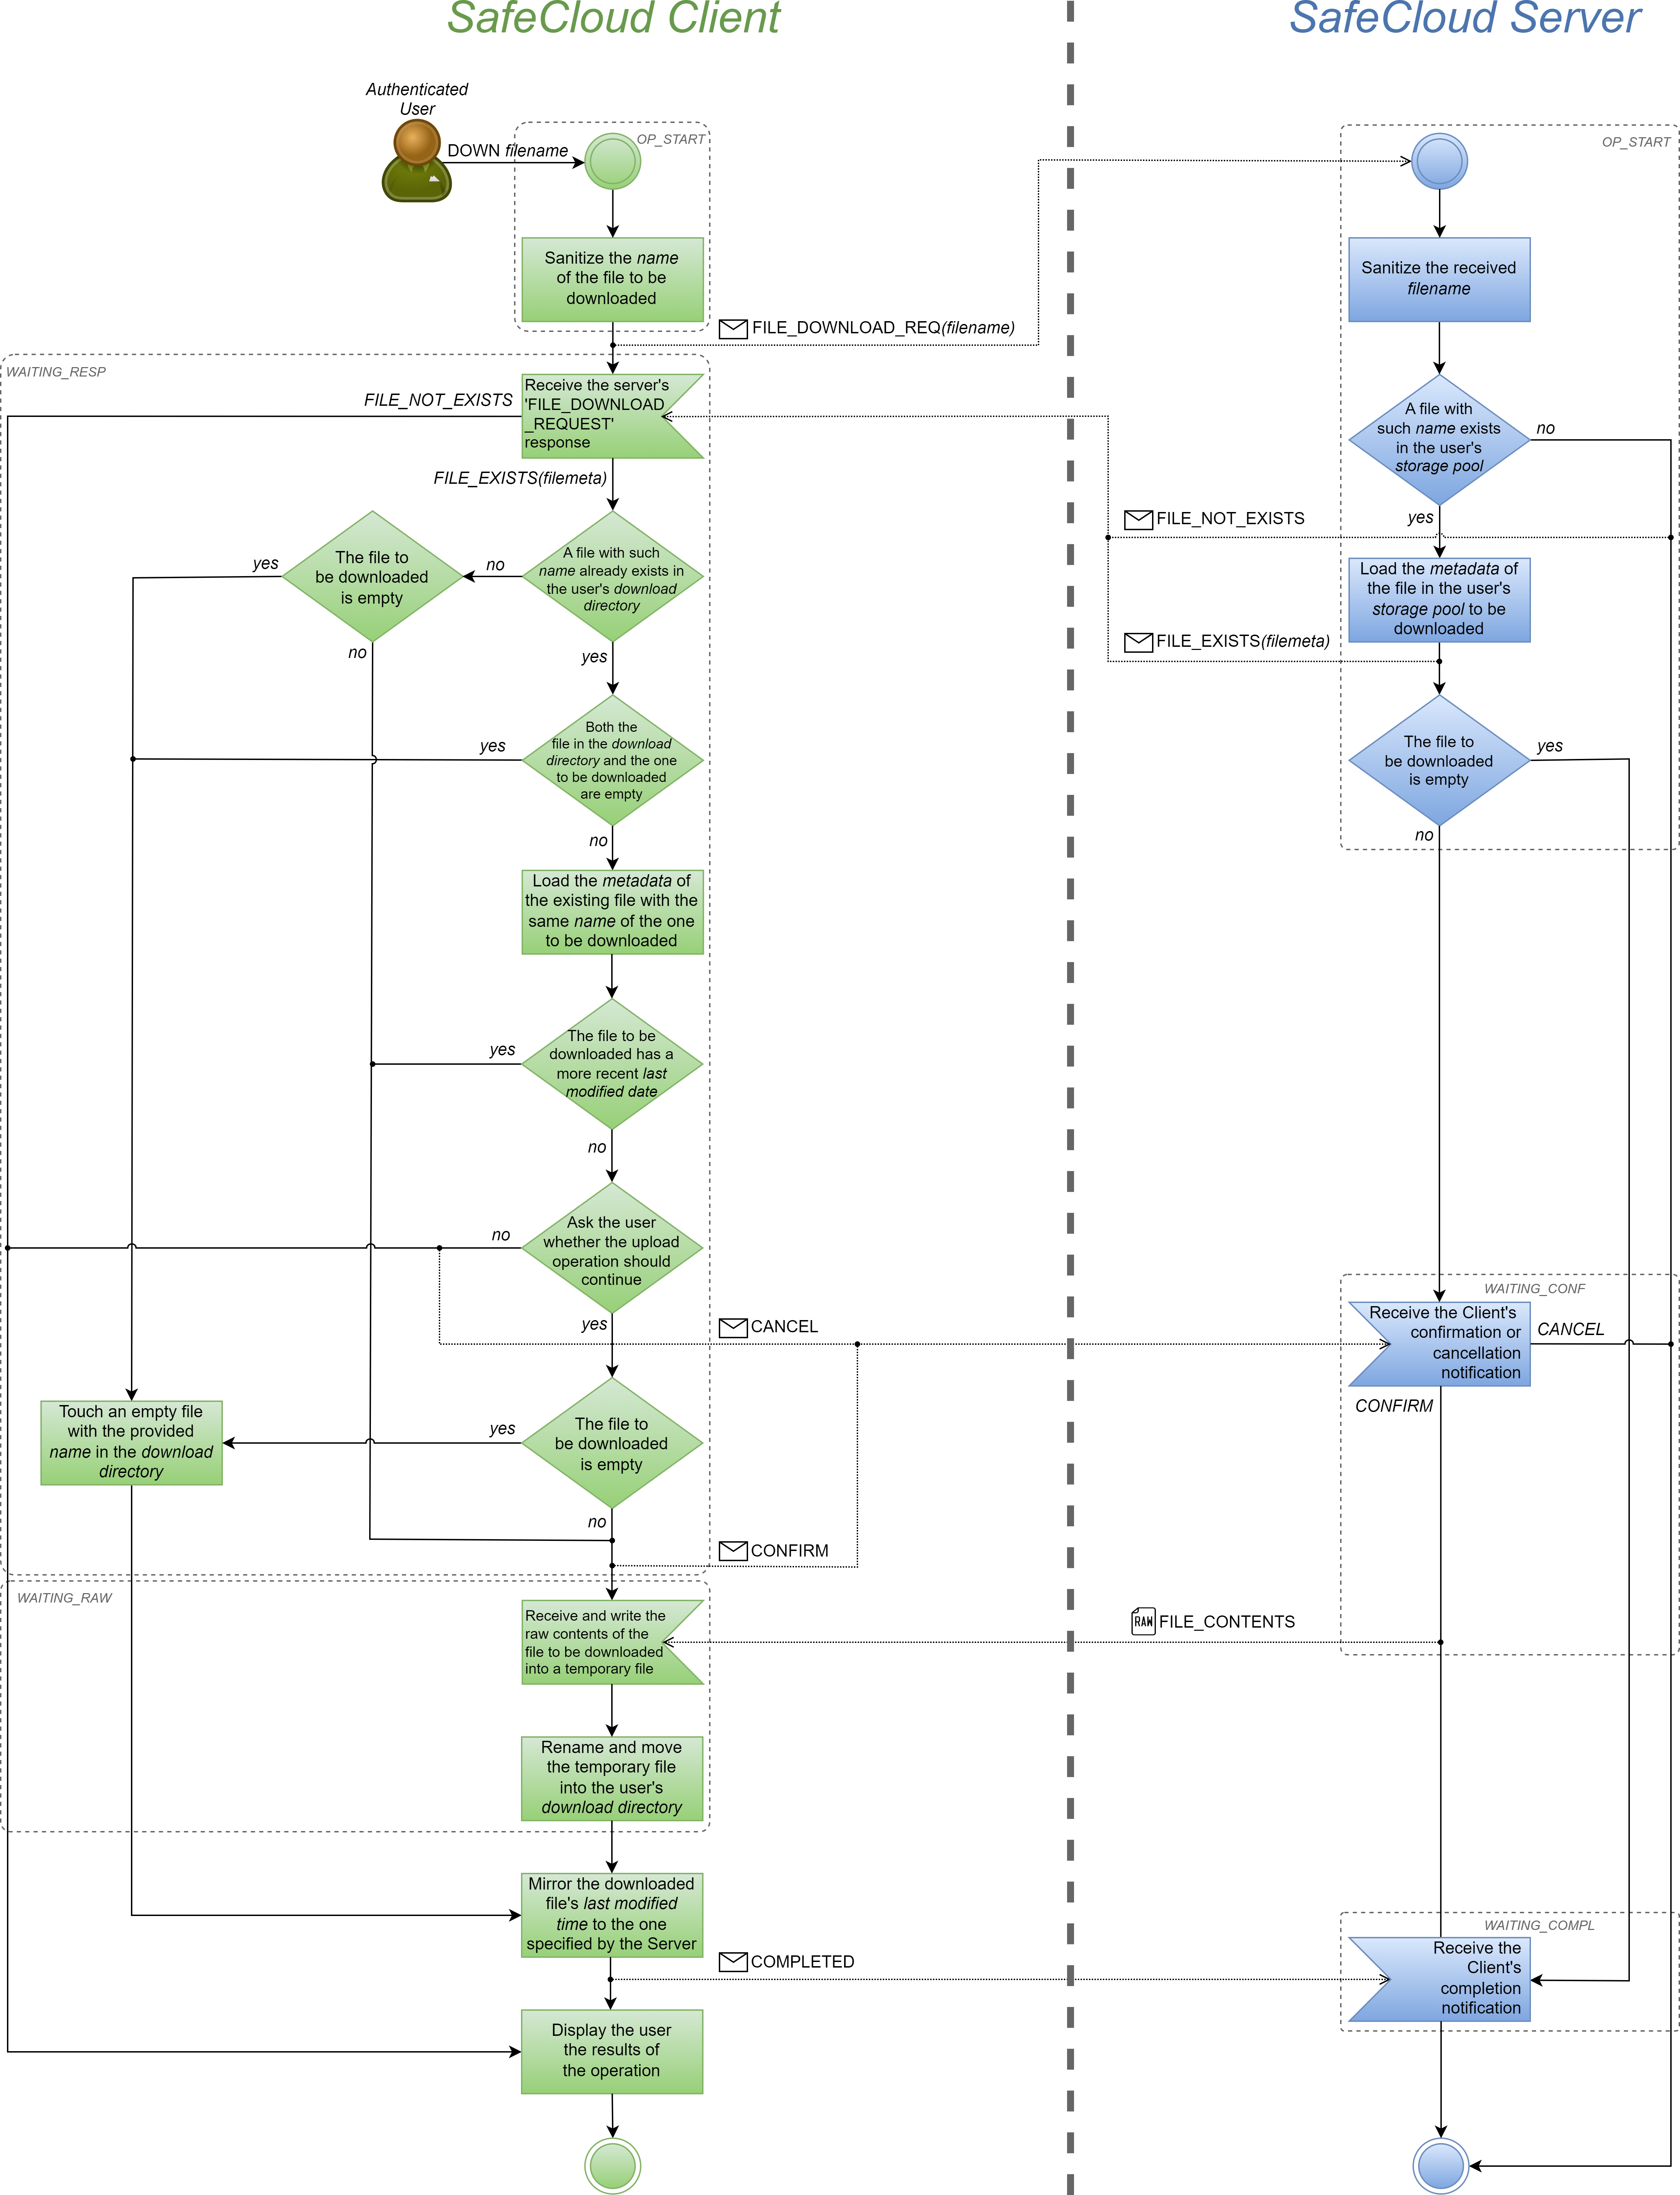 SafeCloud Client
SafeCloud Server
Authenticated
User
DOWN filename
OP_START
OP_START
Sanitize the name
of the file to be
downloaded
Sanitize the received
filename
FILE_DOWNLOAD_REQ(filename)
WAITING_RESP
FILE_NOT_EXISTS
Receive the server's
'FILE_DOWNLOAD
_REQUEST'
response
A file with
such name exists
in the user's
storage pool
no
yes
FILE_EXISTS(filemeta)
FILE_NOT_EXISTS
The file to
be downloaded
is empty
yes
no
no
A file with such
name already exists in
the user's download
directory
yes
Load the metadata of
the file in the user's
storage pool to be
downloaded
FILE_EXISTS(filemeta)
Both the
file in the download
directory and the one
to be downloaded
are empty
yes
no
The file to
be downloaded
is empty
yes
no
Load the metadata of
the existing file with the
same name of the one
to be downloaded
The file to be
downloaded has a
more recent last
modified date
yes
no
Ask the user
whether the upload
operation should
continue
no
yes
WAITING_CONF
CANCEL
Receive the Client's
confirmation or
cancellation
notification
CANCEL
CONFIRM
Touch an empty file
with the provided
name in the download
directory
The file to
be downloaded
is empty
yes
no
CONFIRM
WAITING_RAW
Receive and write the
raw contents of the
file to be downloaded
into a temporary file
RAW
FILE_CONTENTS
Rename and move
the temporary file
into the user's
download directory
Mirror the downloaded
file's last modified
time to the one
specified by the Server
WAITING_COMPL
COMPLETED
Receive the
Client's
completion
notification
Display the user
the results of
the operation